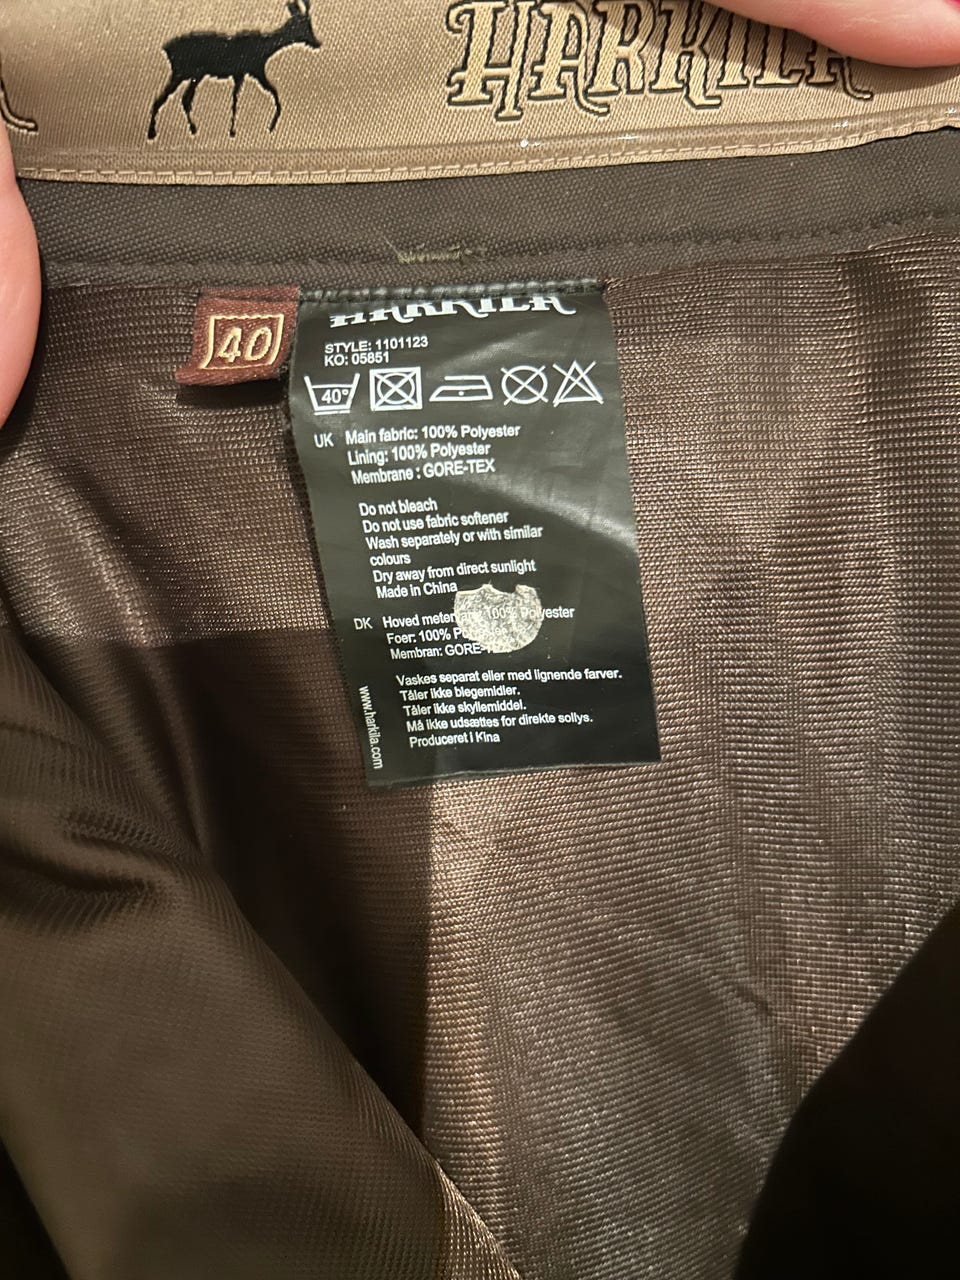 HARKILA
40
HARKILA
STYLE: 1101123
KO: 05851
40°
UK Main fabric: 100% Polyester
Lining: 100% Polyester
Membrane : GORE-TEX
Do not bleach
Do not use fabric softener
Wash separately or with similar
colours
Dry away from direct sunlight
Made in China
DK Hoved metervare 100% Polyester
Foer: 100% Polyester
Membran: GORE-TEX
Vaskes separat eller med lignende farver.
Tåler ikke blegemidler.
Tåler ikke skyllemiddel.
Må ikke udsættes for direkte sollys.
Produceret i Kina
www.harkila.com